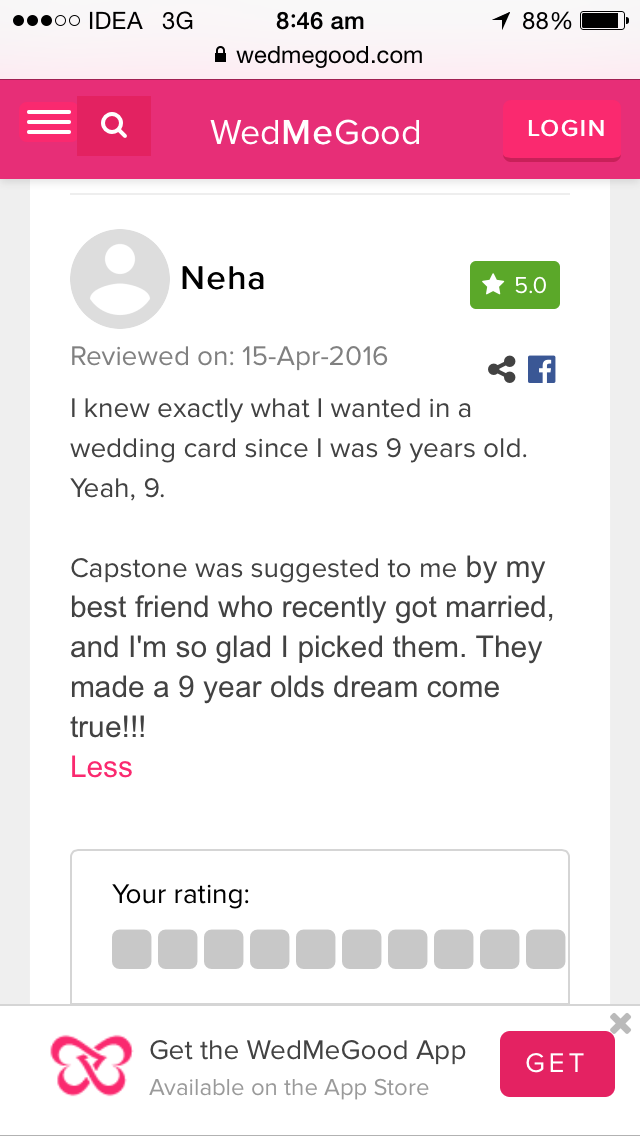 IDEA 3G 8:46 am 88%
wedmegood.com
WedMeGood LOGIN
Neha 5.0
Reviewed on: 15-Apr-2016
I knew exactly what I wanted in a
wedding card since I was 9 years old.
Yeah, 9.
Capstone was suggested to me by my
best friend who recently got married,
and I'm so glad I picked them. They
made a 9 year olds dream come
true!!!
Less
Your rating:
Get the WedMeGood App
Available on the App Store
GET